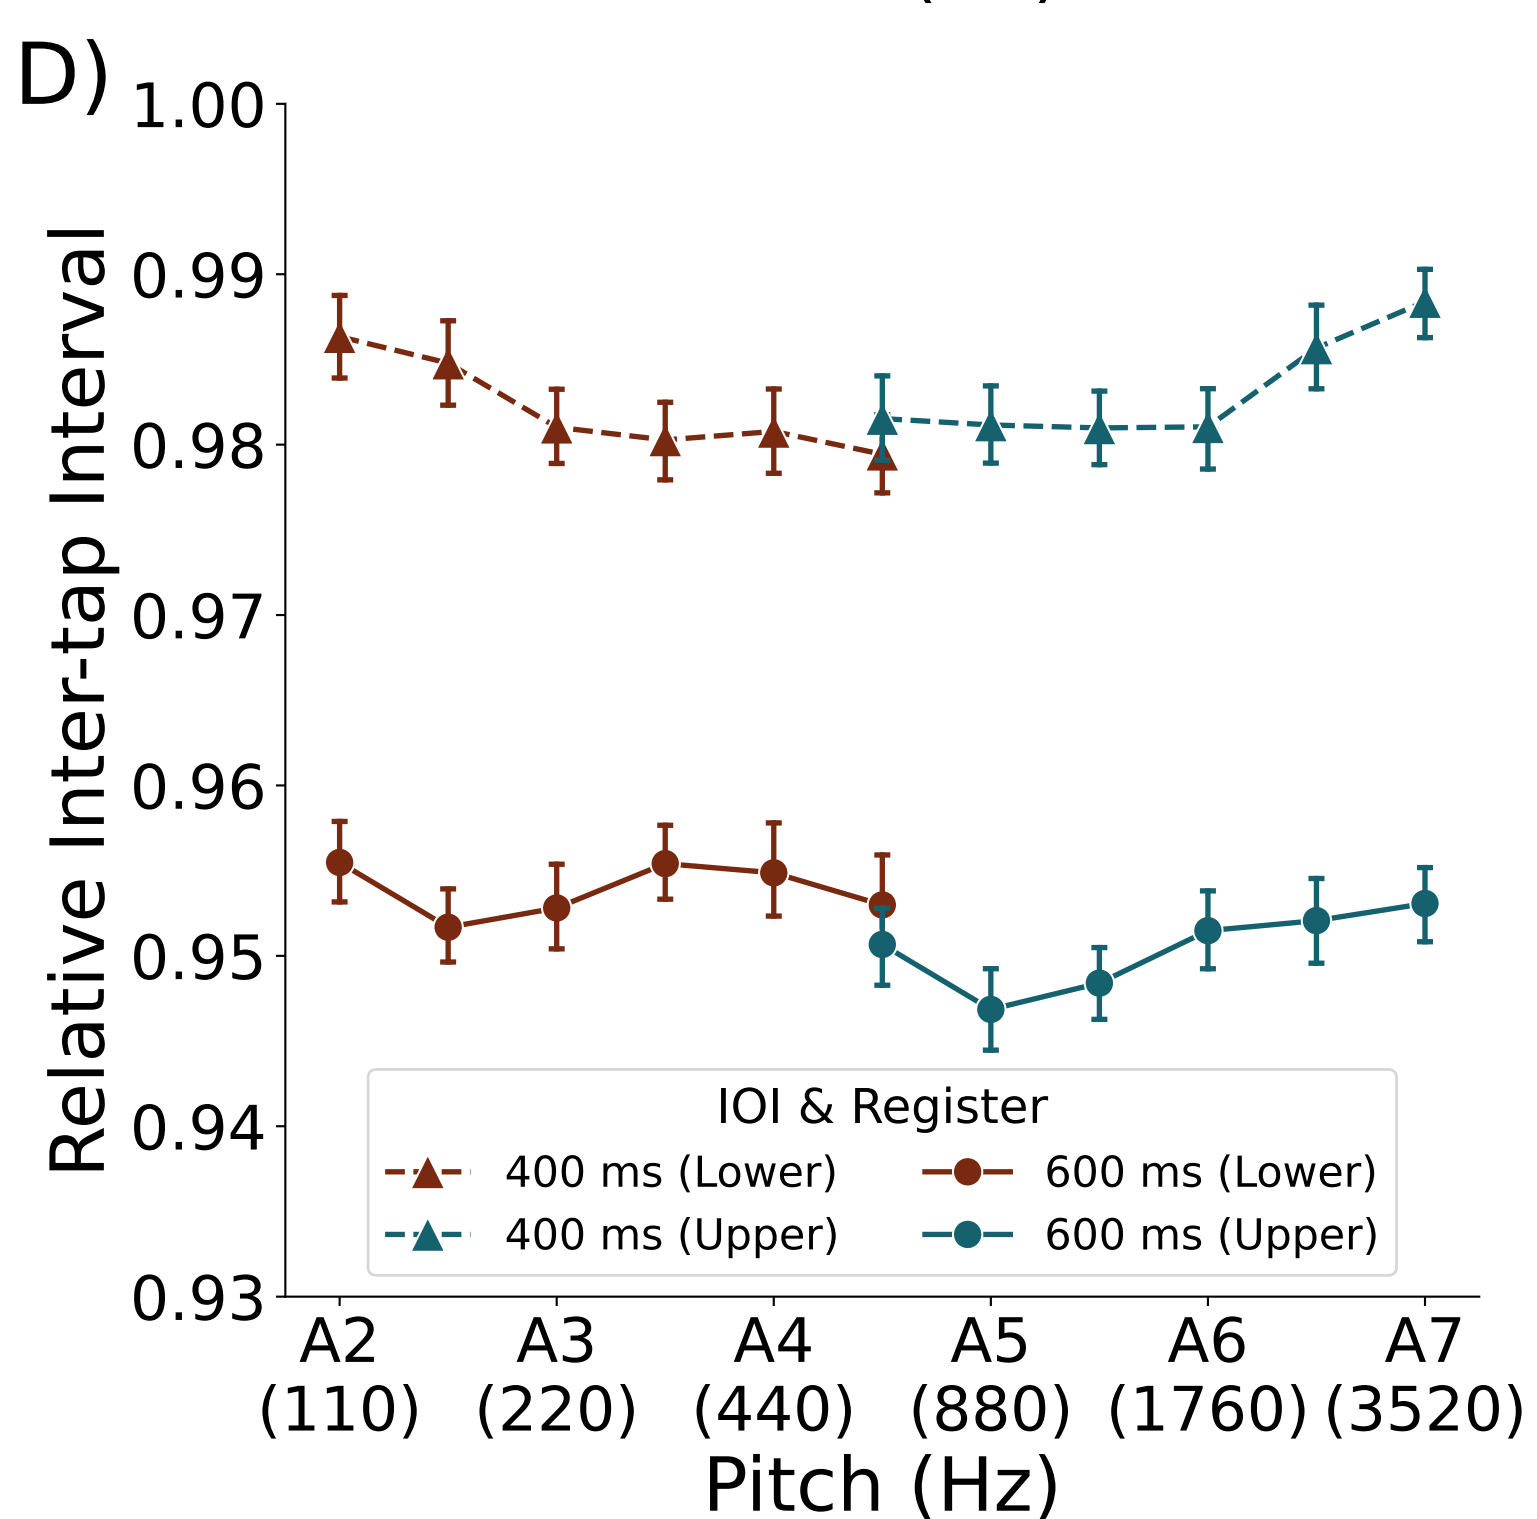 D)
1.00
0.99
0.98
0.97
0.96
0.95
0.94
0.93
Relative Inter-tap Interval
IOI & Register
400 ms (Lower) 600 ms (Lower)
400 ms (Upper) 600 ms (Upper)
A2 A3 A4 A5 A6 A7
(110) (220) (440) (880) (1760) (3520)
Pitch (Hz)